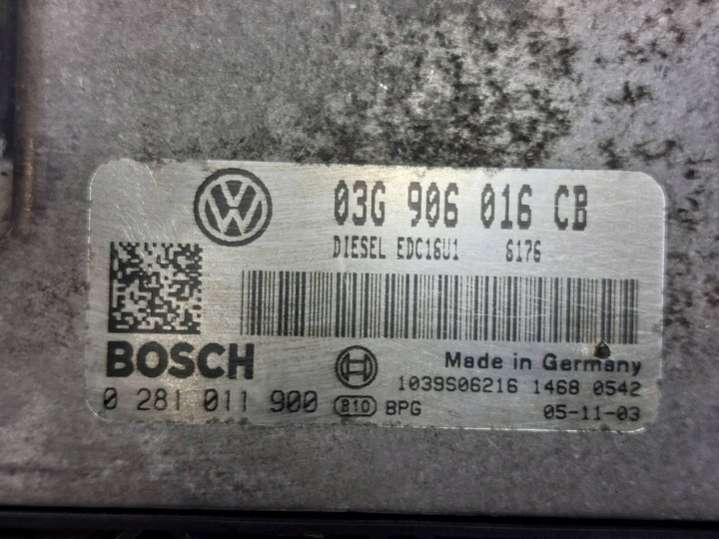 03G 906 016 CB
DIESEL EDC16U1 6176
BOSCH
Made in Germany
1039S06216 1468 0542
0 281 011 900 B10 BPG 05-11-03